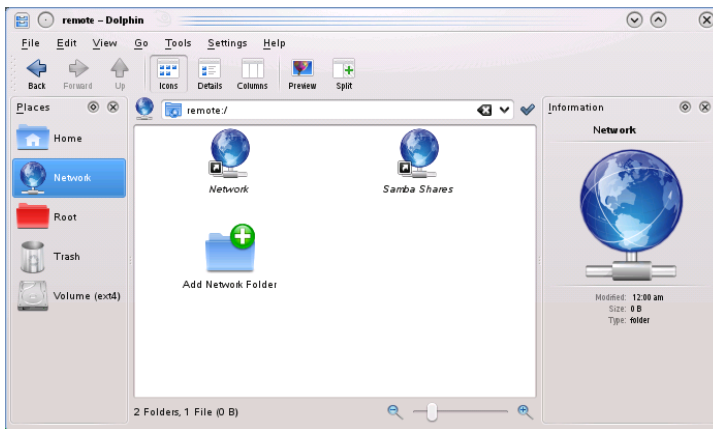 remote – Dolphin
File Edit View Go Tools Settings Help
Back Forward Up Icons Details Columns Preview Split
Places
Home
Network
Root
Trash
Volume (ext4)
remote:/
Network
Samba Shares
Add Network Folder
2 Folders, 1 File (0 B)
Information
Network
Modified: 12:00 am
Size: 0 B
Type: folder